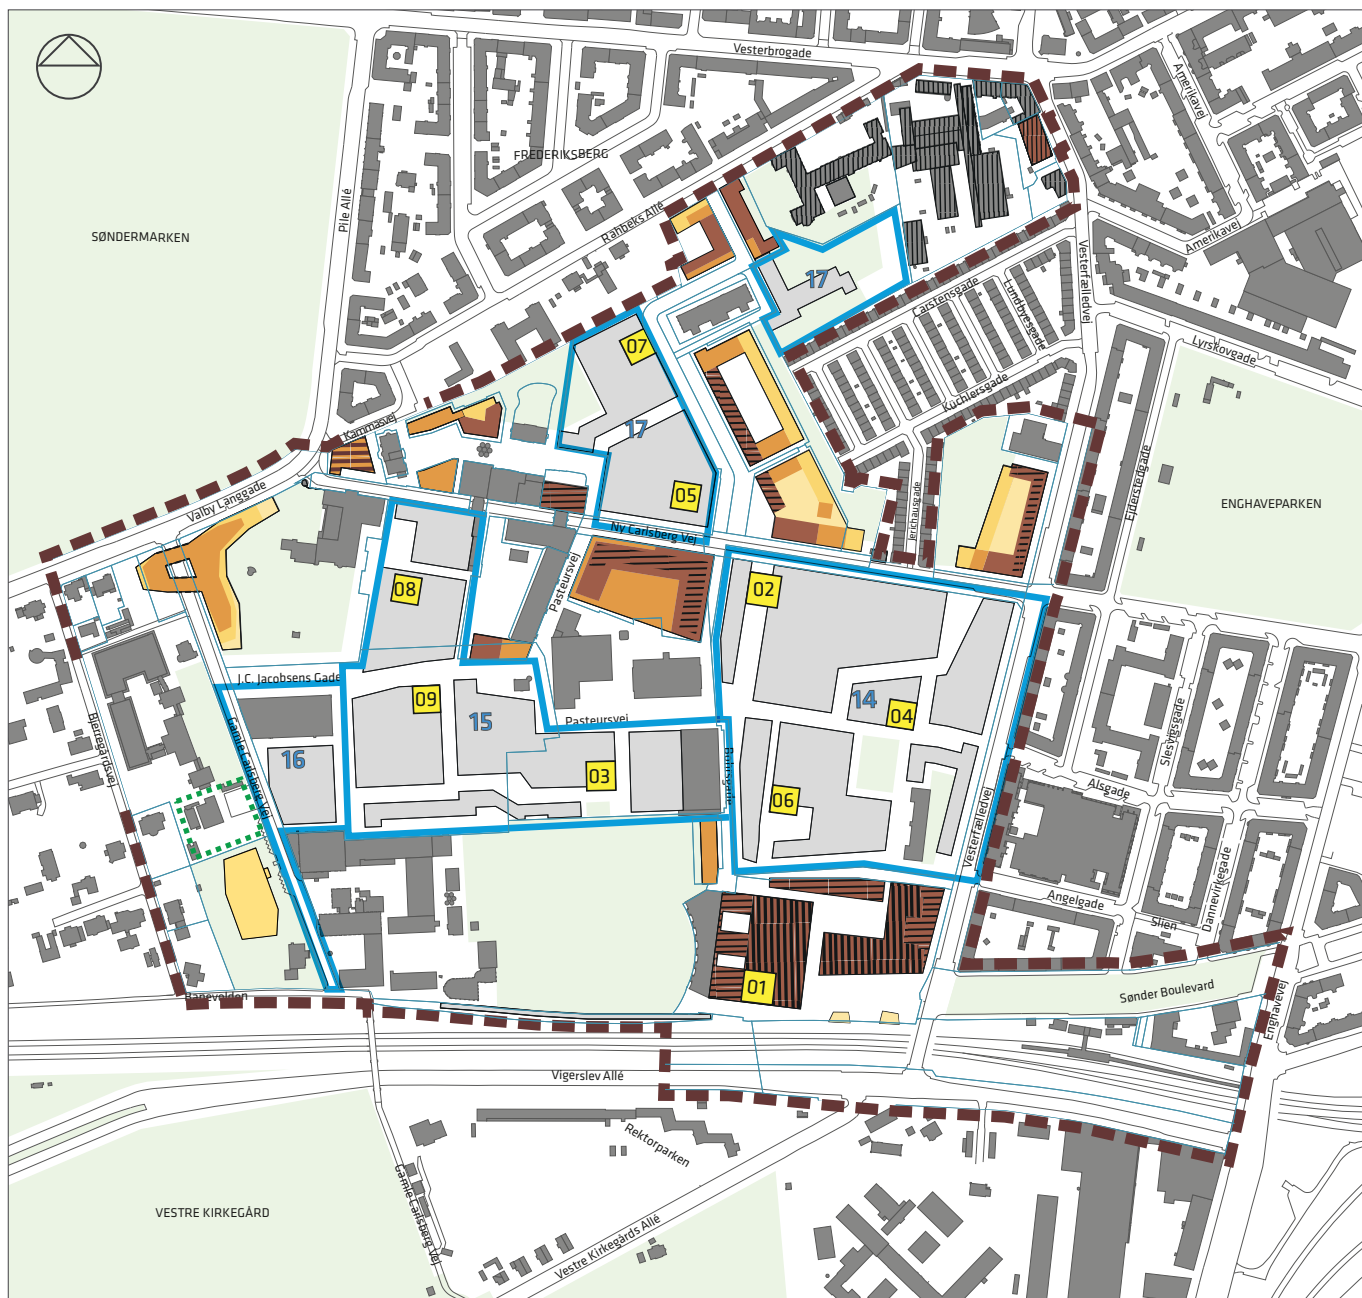 Vesterbrogade
Amerikavej
FREDERIKSBERG
Pile Allé
Rahbeks Allé
SØNDERMARKEN
Amerikavej
Vesterfælledvej
17
Carstensgade
Lundbyesgade
07
Lyrskovgade
Küchlersgade
Kammasvej
17
Ejderstedgade
Valby Langgade
05
Jerichausgade
ENGHAVEPARKEN
Ny Carlsberg Vej
Pasteursvej
08
02
J.C. Jacobsens Gade
09
14
Bjerregårdsvej
Gamle Carlsberg Vej
15
Pasteursvej
04
Slesvigsgade
16
03
Bohrsgade
06
Alsgade
Vesterfælledvej
Dannevirkegade
Angelgade
Slien
01
Banevolden
Sønder Boulevard
Enghavevej
Vigerslev Allé
Rektorparken
Gamle Carlsberg Vej
VESTRE KIRKEGÅRD
Vestre Kirkegårds Allé